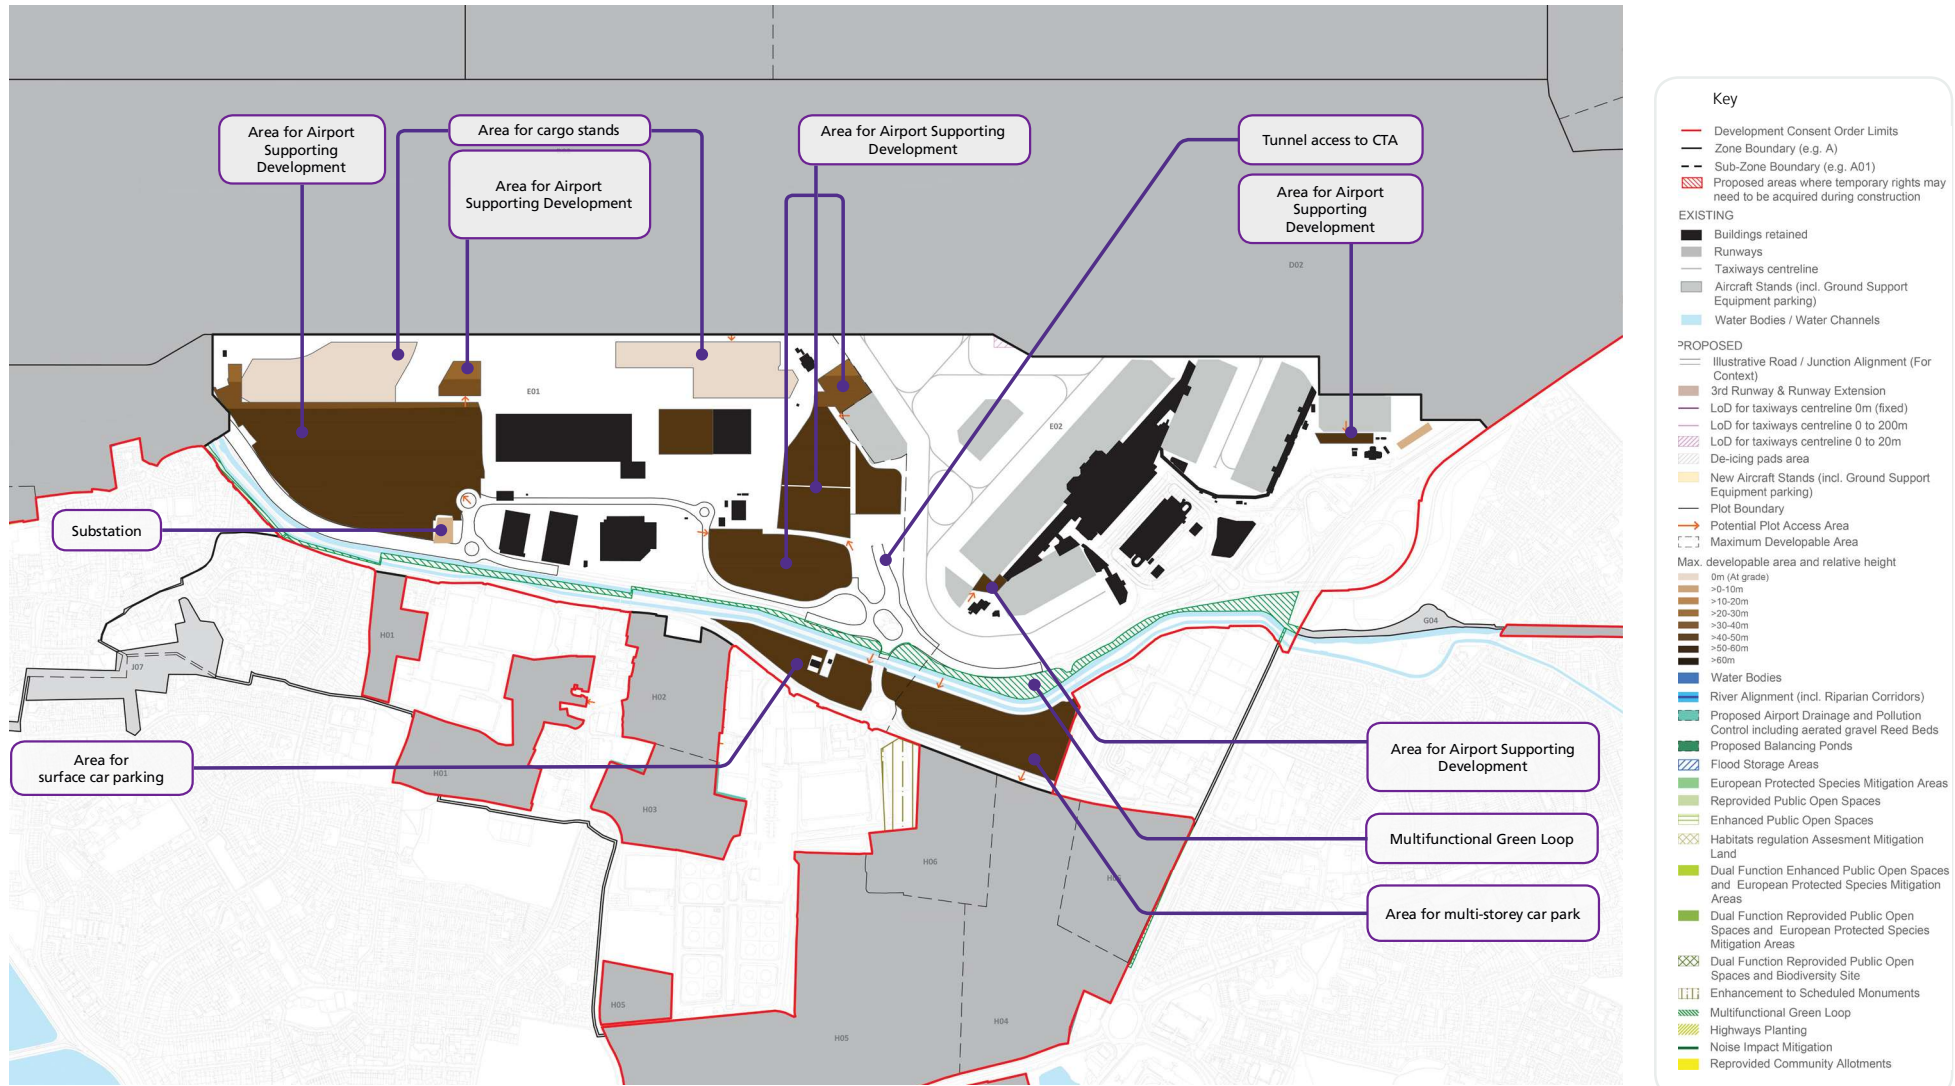 Area for Airport
Supporting
Development
Area for cargo stands
Area for Airport
Supporting Development
Area for Airport Supporting
Development
Tunnel access to CTA
Area for Airport
Supporting
Development
D02
E01
E02
Substation
H01
J07
H02
G04
Area for
surface car parking
H01
H03
H06
H05
H04
H05
Area for Airport Supporting
Development
Multifunctional Green Loop
Area for multi-storey car park
Key
Development Consent Order Limits
Zone Boundary (e.g. A)
Sub-Zone Boundary (e.g. A01)
Proposed areas where temporary rights may
need to be acquired during construction
EXISTING
Buildings retained
Runways
Taxiways centreline
Aircraft Stands (incl. Ground Support
Equipment parking)
Water Bodies / Water Channels
PROPOSED
Illustrative Road / Junction Alignment (For
Context)
3rd Runway & Runway Extension
LoD for taxiways centreline 0m (fixed)
LoD for taxiways centreline 0 to 200m
LoD for taxiways centreline 0 to 20m
De-icing pads area
New Aircraft Stands (incl. Ground Support
Equipment parking)
Plot Boundary
Potential Plot Access Area
Maximum Developable Area
Max. developable area and relative height
0m (At grade)
>0-10m
>10-20m
>20-30m
>30-40m
>40-50m
>50-60m
>60m
Water Bodies
River Alignment (incl. Riparian Corridors)
Proposed Airport Drainage and Pollution
Control including aerated gravel Reed Beds
Proposed Balancing Ponds
Flood Storage Areas
European Protected Species Mitigation Areas
Reprovided Public Open Spaces
Enhanced Public Open Spaces
Habitats regulation Assesment Mitigation
Land
Dual Function Enhanced Public Open Spaces
and European Protected Species Mitigation
Areas
Dual Function Reprovided Public Open
Spaces and European Protected Species
Mitigation Areas
Dual Function Reprovided Public Open
Spaces and Biodiversity Site
Enhancement to Scheduled Monuments
Multifunctional Green Loop
Highways Planting
Noise Impact Mitigation
Reprovided Community Allotments